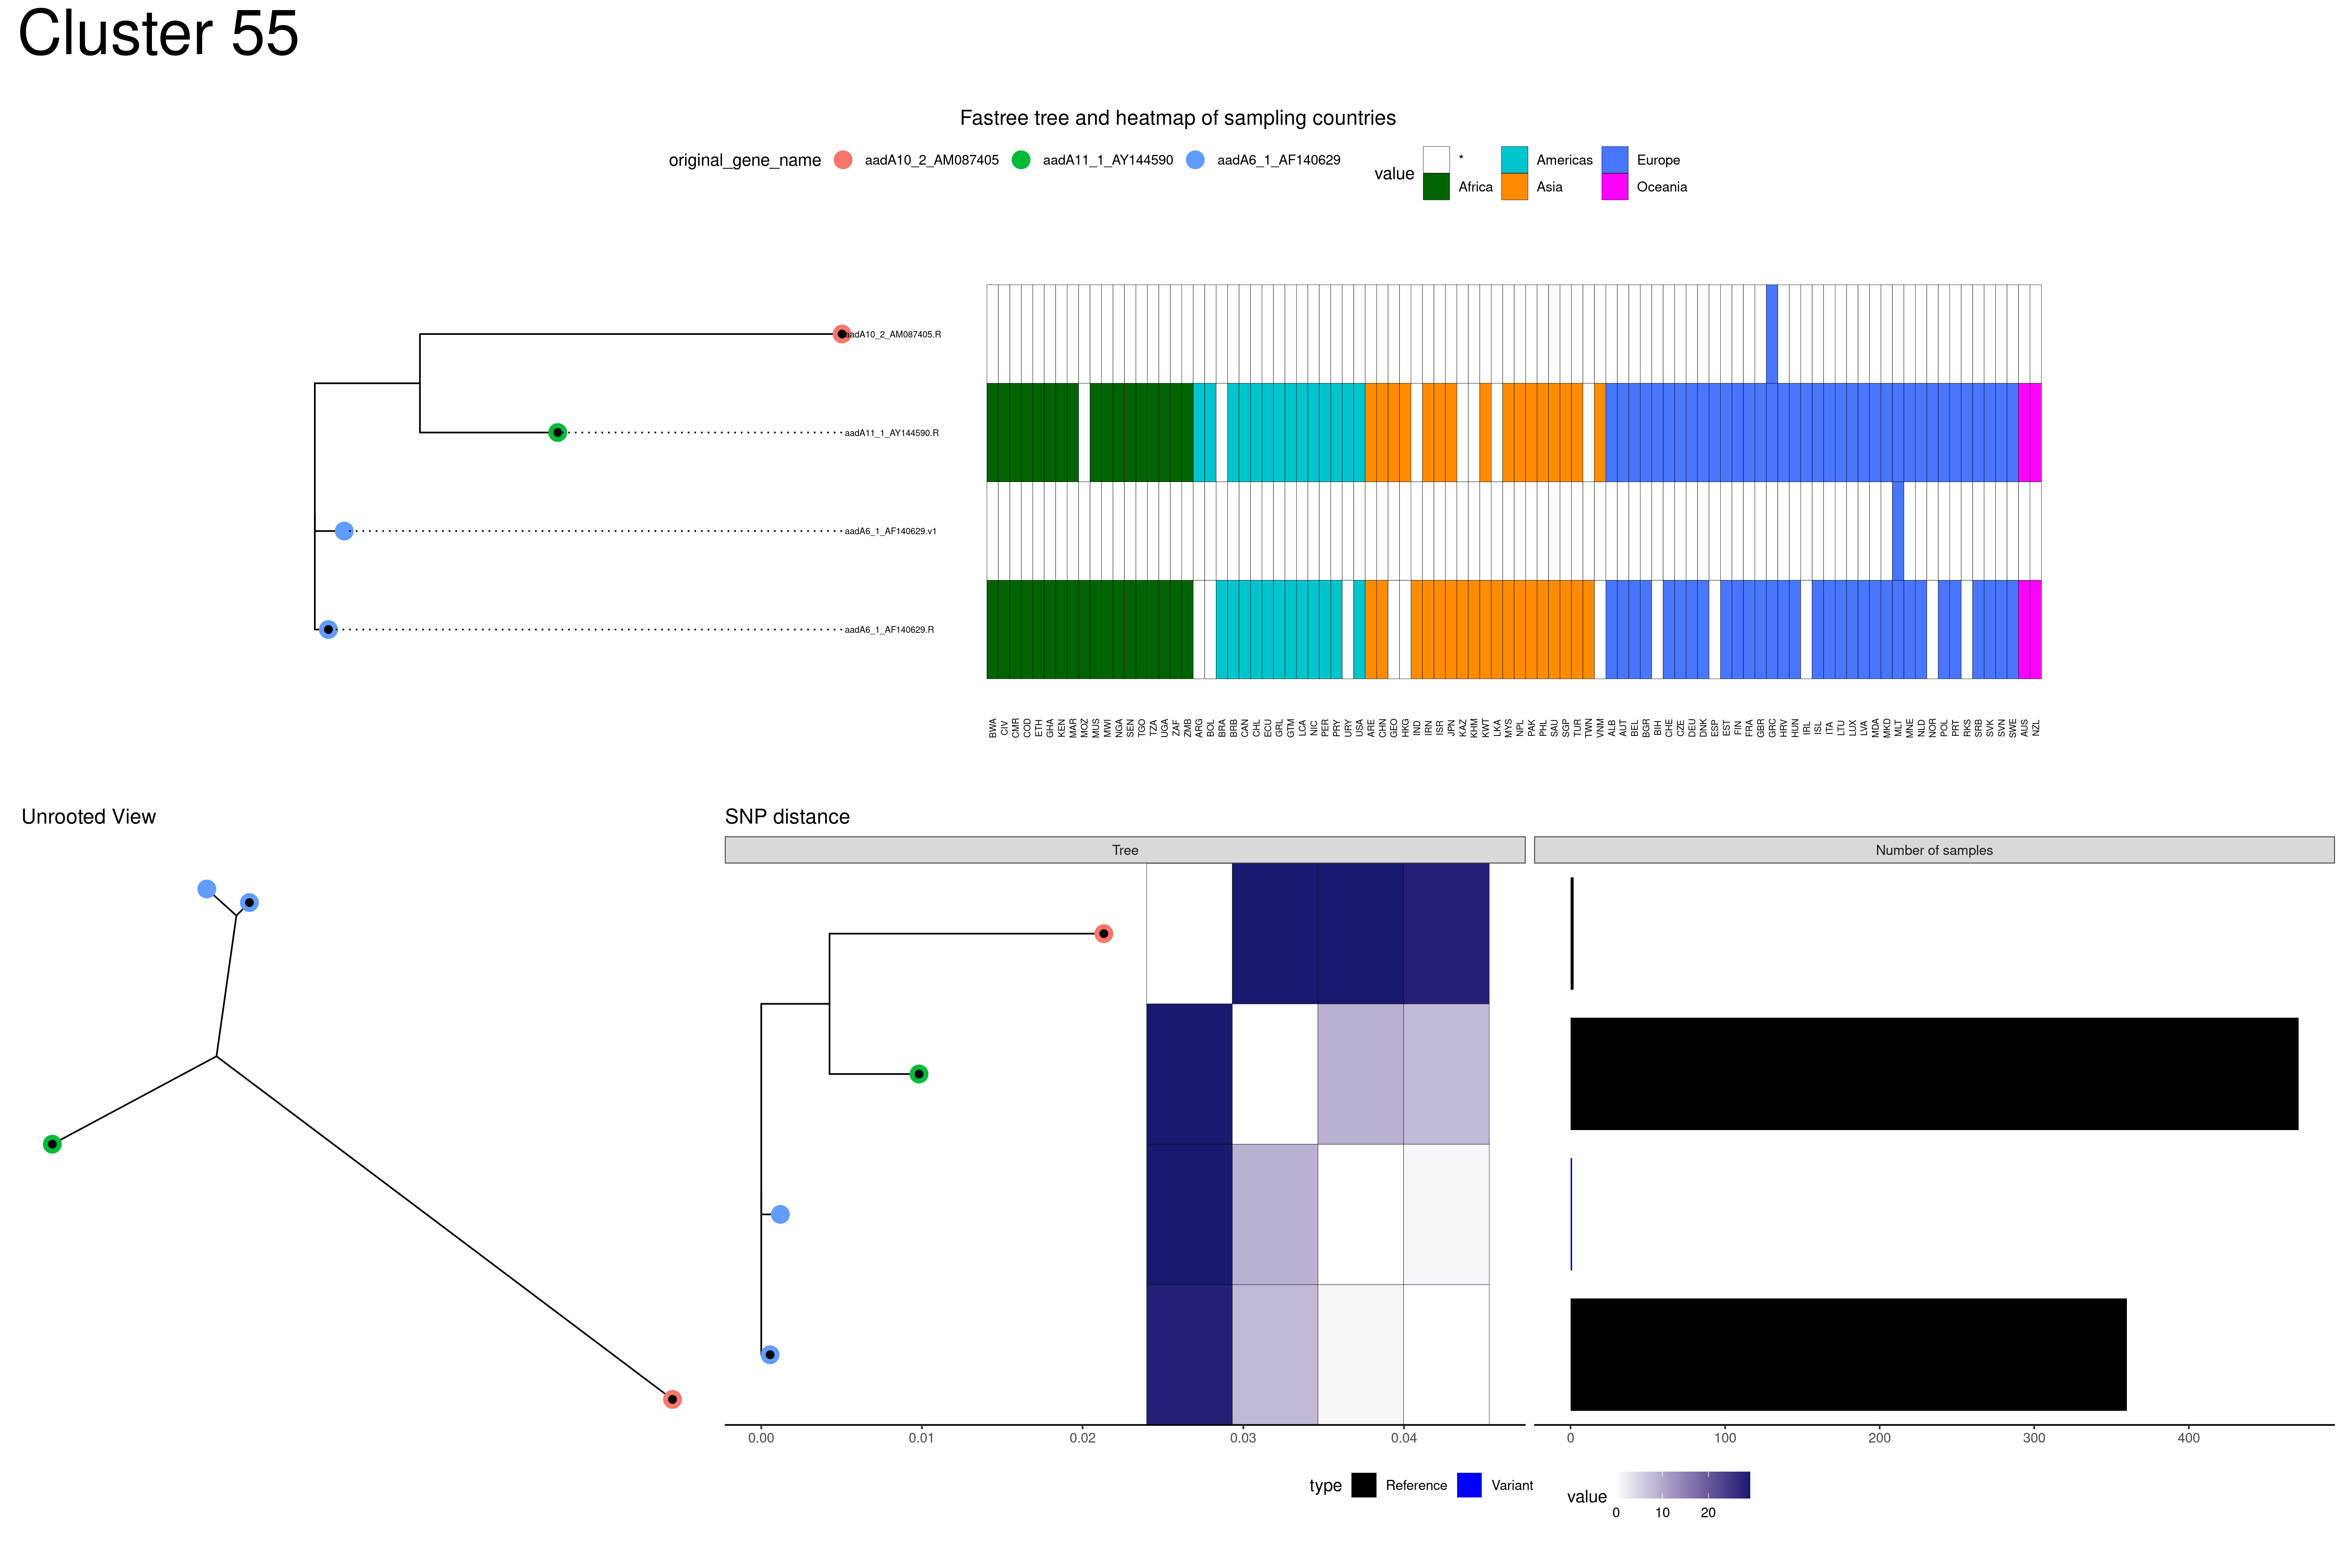 Cluster 55
Fastree tree and heatmap of sampling countries
original_gene_name aadA10_2_AM087405 aadA11_1_AY144590 aadA6_1_AF140629 value * Americas Europe
Africa Asia Oceania
aadA10_2_AM087405.R
aadA11_1_AY144590.R
aadA6_1_AF140629.v1
aadA6_1_AF140629.R
BWA CIV CMR COD ETH GHA KEN MAR MOZ MUS MWI NGA SEN TGO TZA UGA ZAF ZMB ARG BOL BRA BRB CAN CHL ECU GRL GTM LCA NIC PER PRY URY USA ARE CHN GEO HKG IND IRN ISR JPN KAZ KHM KWT LKA MYS NPL PAK PHL SAU SGP TUR TWN VNM ALB AUT BEL BGR BIH CHE CZE DEU DNK ESP EST FIN FRA GBR GRC HRV HUN IRL ISL ITA LTU LUX LVA MDA MKD MLT MNE NLD NOR POL PRT RKS SRB SVK SVN SWE AUS NZL
Unrooted View
SNP distance
Tree
Number of samples
0.00 0.01 0.02 0.03 0.04
0 100 200 300 400
type Reference Variant
value
0 10 20